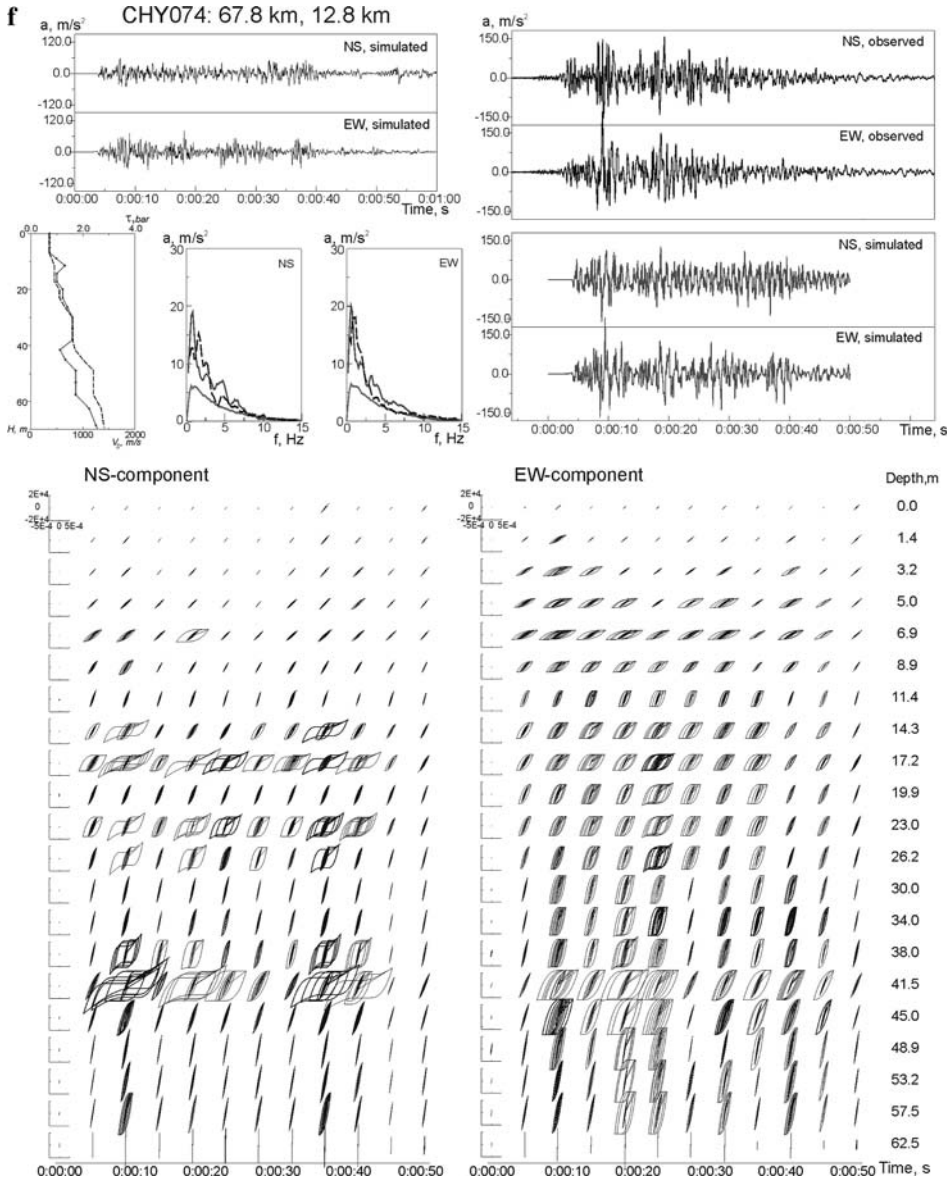 f
CHY074: 67.8 km, 12.8 km
a, m/s²
120.0
NS, simulated
0.0
-120.0
120.0
EW, simulated
0.0
-120.0
0:00:00 0:00:10 0:00:20 0:00:30 0:00:40 0:00:50 0:01:00
Time, s
a, m/s²
150.0
NS, observed
0.0
-150.0
150.0
EW, observed
0.0
-150.0
τ, bar
0.0 2.0 4.0
0
20
40
60
H, m
0 1000 2000
Vₚ, m/s
a, m/s²
30
NS
20
10
0
0 5 10 15
f, Hz
a, m/s²
30
EW
20
10
0
0 5 10 15
f, Hz
NS, simulated
150.0
0.0
-150.0
EW, simulated
150.0
0.0
-150.0
0:00:00 0:00:10 0:00:20 0:00:30 0:00:40 0:00:50
Time, s
NS-component
EW-component
Depth,m
2E+4
0
-2E+4
-5E-4 0 5E-4
2E+4
0
-2E+4
-5E-4 0 5E-4
0.0
1.4
3.2
5.0
6.9
8.9
11.4
14.3
17.2
19.9
23.0
26.2
30.0
34.0
38.0
41.5
45.0
48.9
53.2
57.5
62.5
0:00:00 0:00:10 0:00:20 0:00:30 0:00:40 0:00:50
0:00:00 0:00:10 0:00:20 0:00:30 0:00:40 0:00:50
Time, s